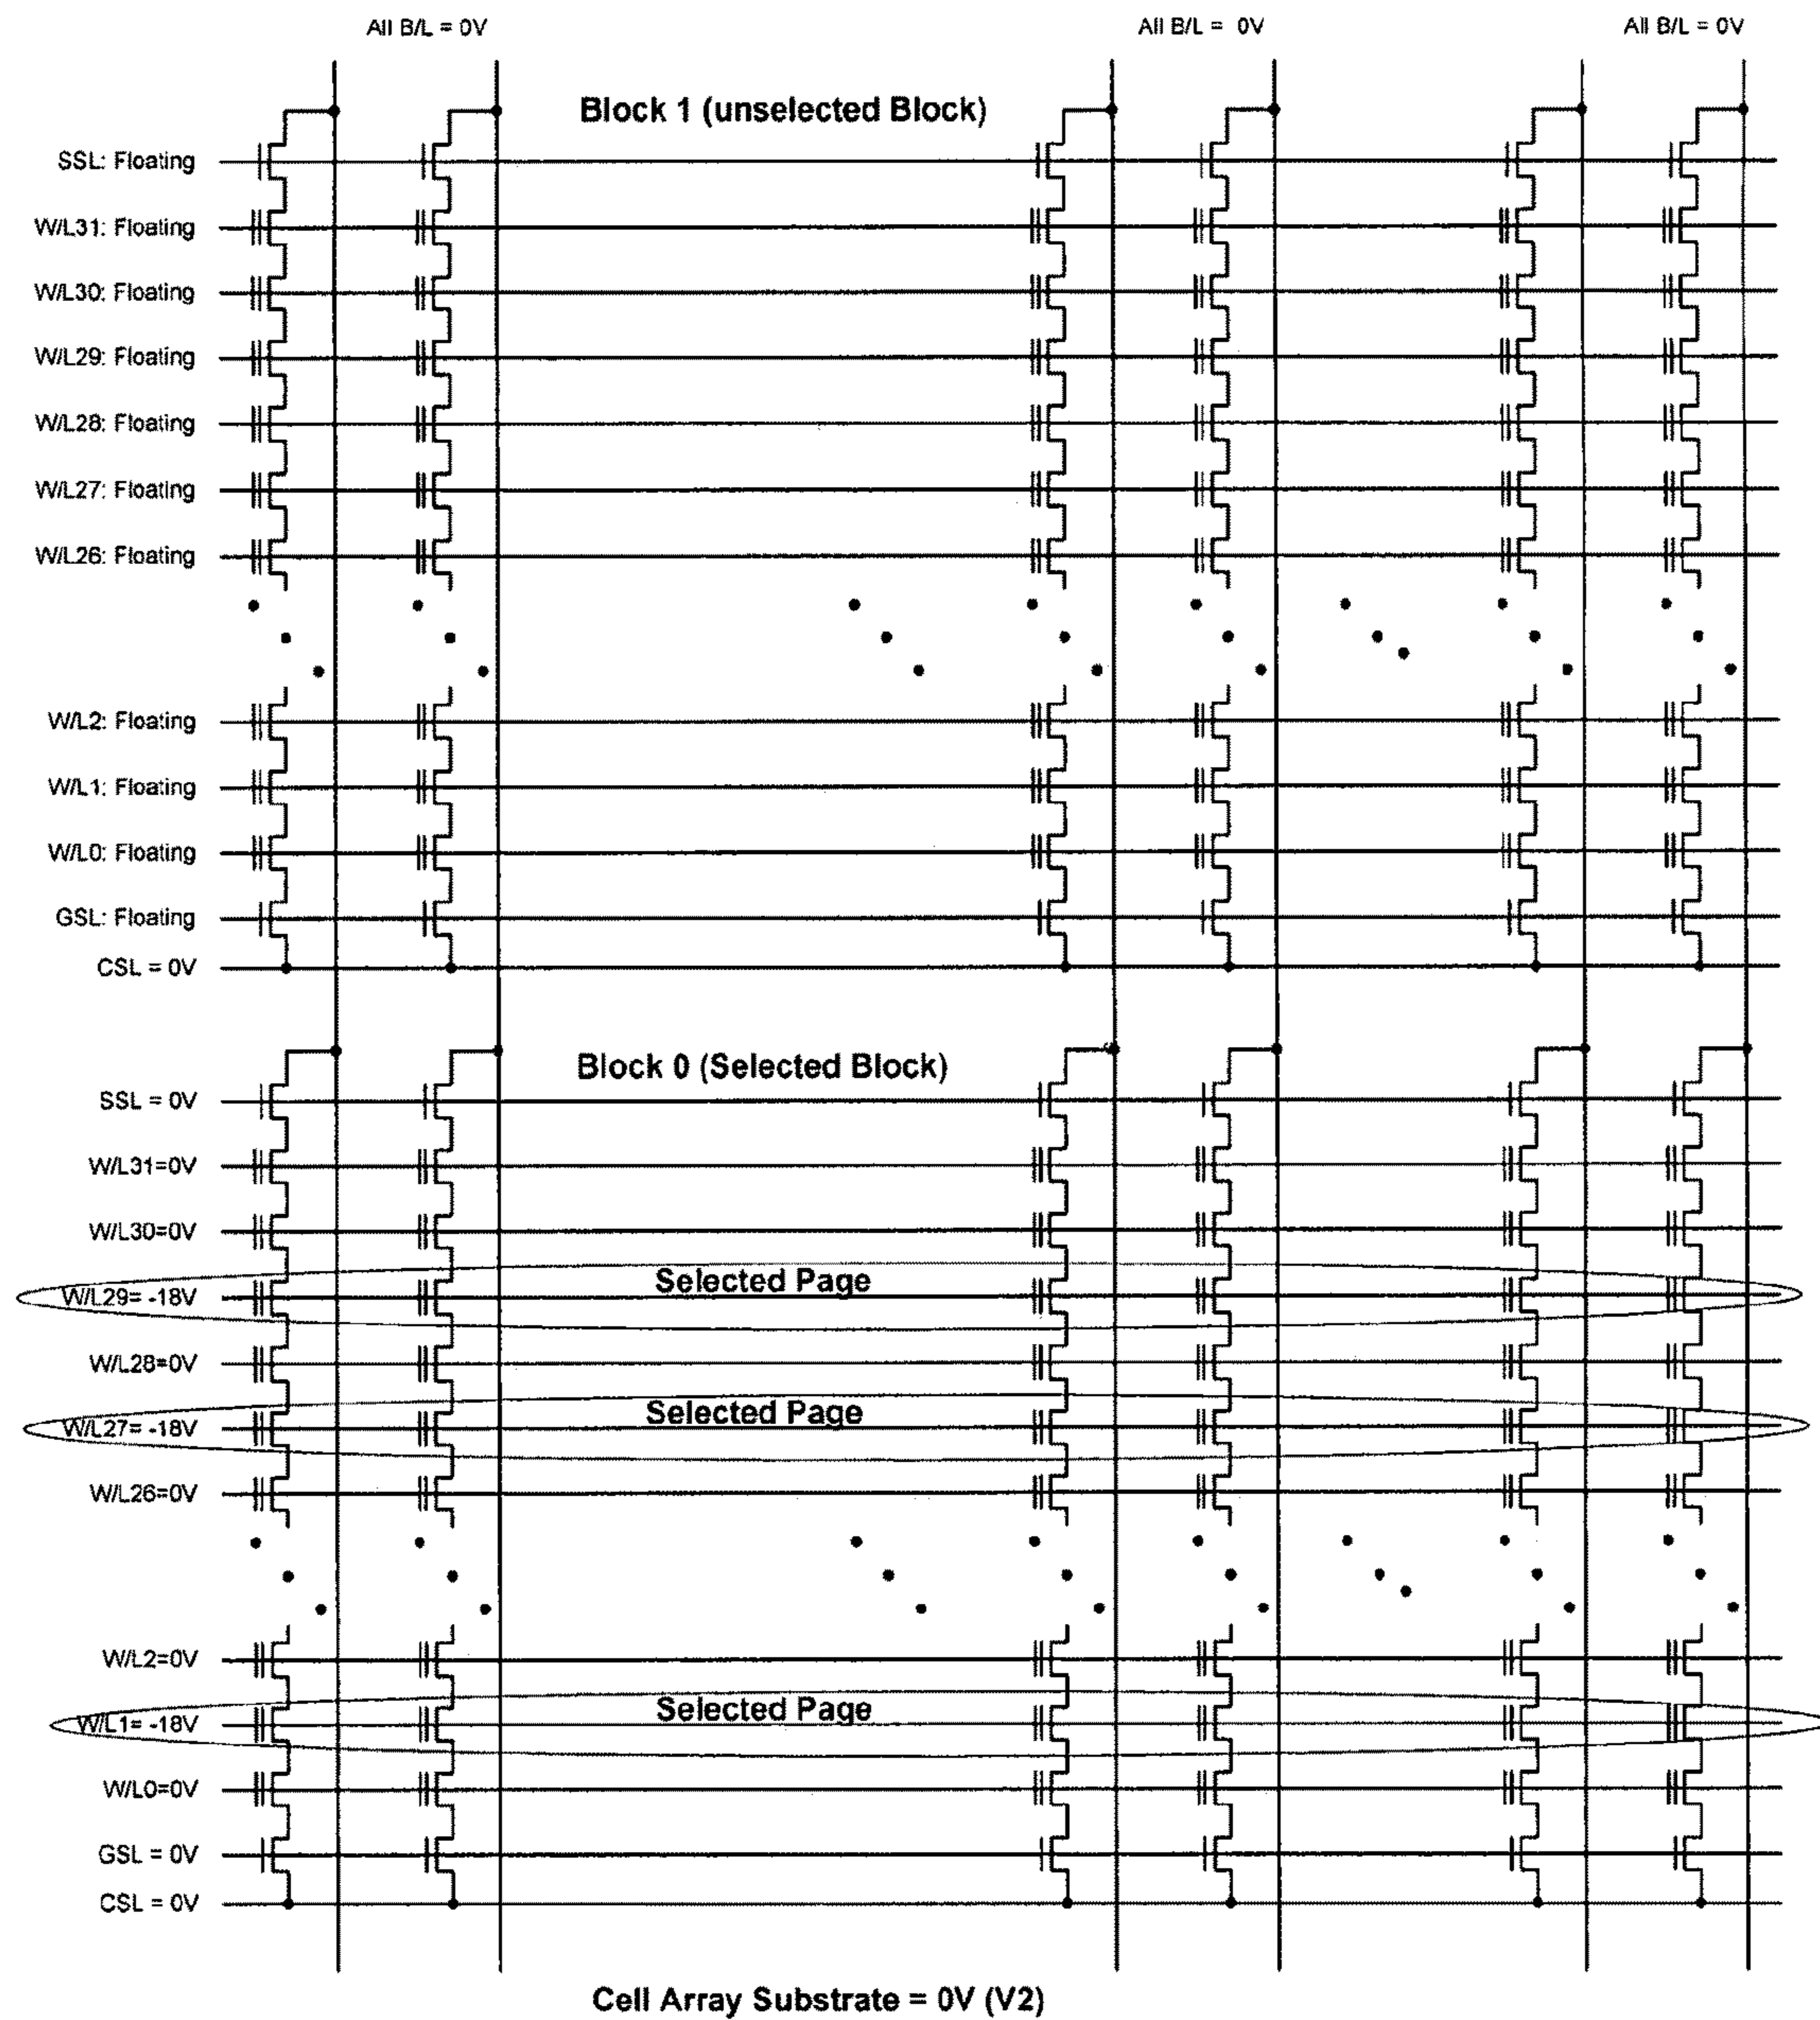 All B/L = 0V
All B/L = 0V
All B/L = 0V
Block 1 (unselected Block)
SSL: Floating
W/L31: Floating
W/L30: Floating
W/L29: Floating
W/L28: Floating
W/L27: Floating
W/L26: Floating
W/L2: Floating
W/L1: Floating
W/L0: Floating
GSL: Floating
CSL = 0V
Block 0 (Selected Block)
SSL = 0V
W/L31=0V
W/L30=0V
Selected Page
W/L29= -18V
W/L28=0V
Selected Page
W/L27= -18V
W/L26=0V
W/L2=0V
Selected Page
W/L1= -18V
W/L0=0V
GSL = 0V
CSL = 0V
Cell Array Substrate = 0V (V2)